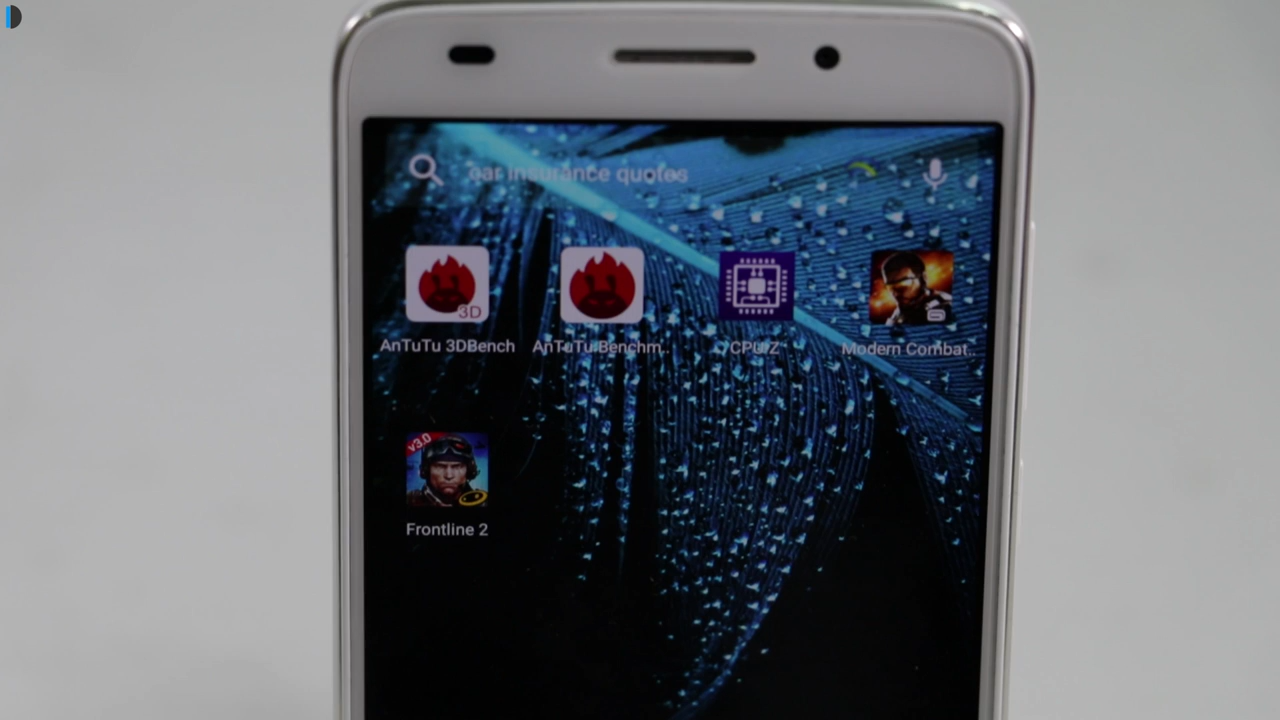 car insurance quotes
3D
AnTuTu 3DBench
AnTuTu Benchm..
CPU-Z
Modern Combat..
v3.0
Frontline 2